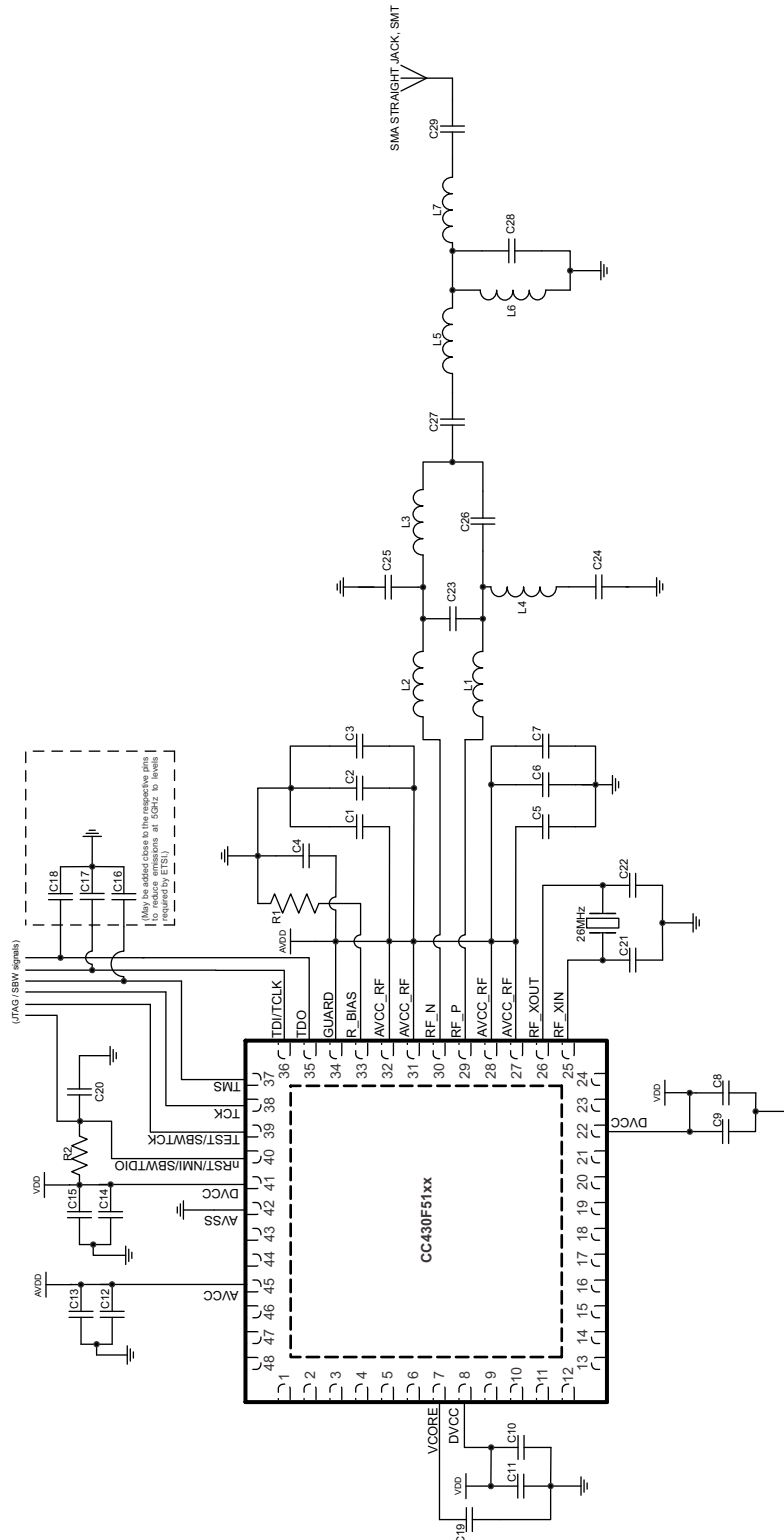 SMA STRAIGHT JACK, SMT
C29
L7
C28
L6
L5
C27
L3
C26
C25
C23
L4
C24
L2
L1
C3
C2
C1
C4
R1
AVDD
C7
C6
C5
C22
26MHz
C21
C18
C17
C16
(May be added close to the respective pins
to reduce emissions at 5GHz to levels
required by ETSI.)
(JTAG / SBW signals)
TDI/TCLK
TDO
GUARD
R_BIAS
AVCC_RF
AVCC_RF
RF_N
RF_P
AVCC_RF
AVCC_RF
RF_XOUT
RF_XIN
36
35
34
33
32
31
30
29
28
27
26
25
TMS
TCK
TEST/SBWTCK
nRST/NMI/SBWTDIO
DVCC
AVSS
AVCC
37
38
39
40
41
42
43
44
45
46
47
48
C20
R2
VDD
C15
C14
AVDD
C13
C12
CC430F51xx
24
23
22
21
20
19
18
17
16
15
14
13
DVCC
VDD
C8
C9
1
2
3
4
5
6
7
8
9
10
11
12
VCORE
DVCC
VDD
C10
C11
C19